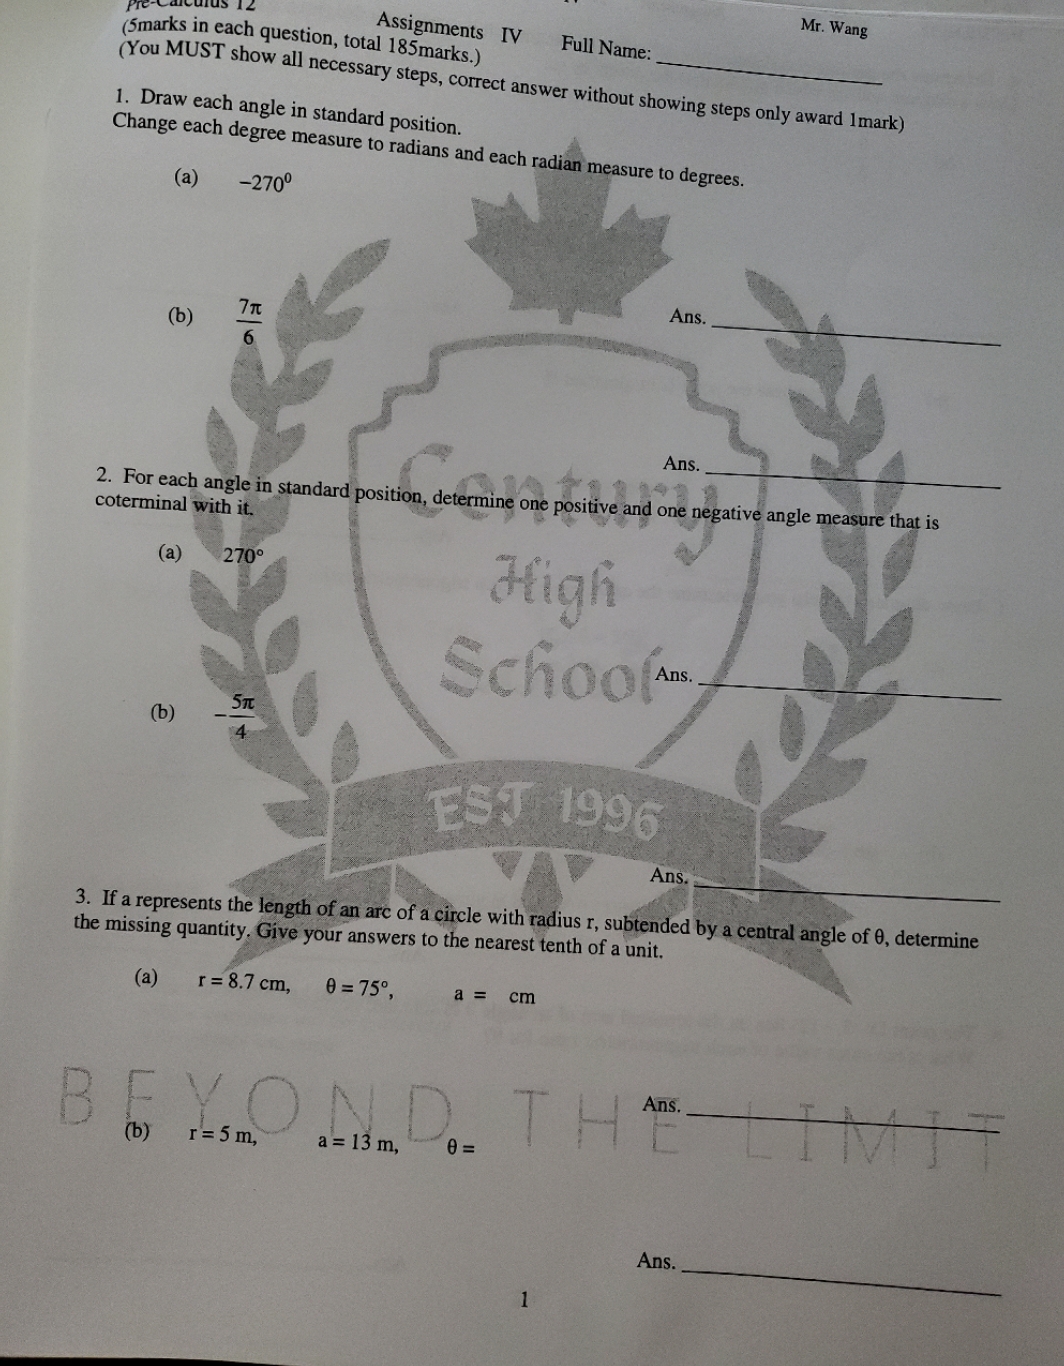 Pre-Calculus 12
Assignments IV Full Name: Mr. Wang
(5marks in each question, total 185marks.)
(You MUST show all necessary steps, correct answer without showing steps only award 1mark)
1. Draw each angle in standard position.
Change each degree measure to radians and each radian measure to degrees.
(a) −270⁰
Ans.
(b) 7π/6
Ans.
2. For each angle in standard position, determine one positive and one negative angle measure that is
coterminal with it.
(a) 270°
Ans.
(b) −5π/4
Ans.
3. If a represents the length of an arc of a circle with radius r, subtended by a central angle of θ, determine
the missing quantity. Give your answers to the nearest tenth of a unit.
(a) r = 8.7 cm, θ = 75°, a = cm
Ans.
(b) r = 5 m, a = 13 m, θ =
Ans.
1
Century
High
School
EST 1996
BEYOND THE LIMIT